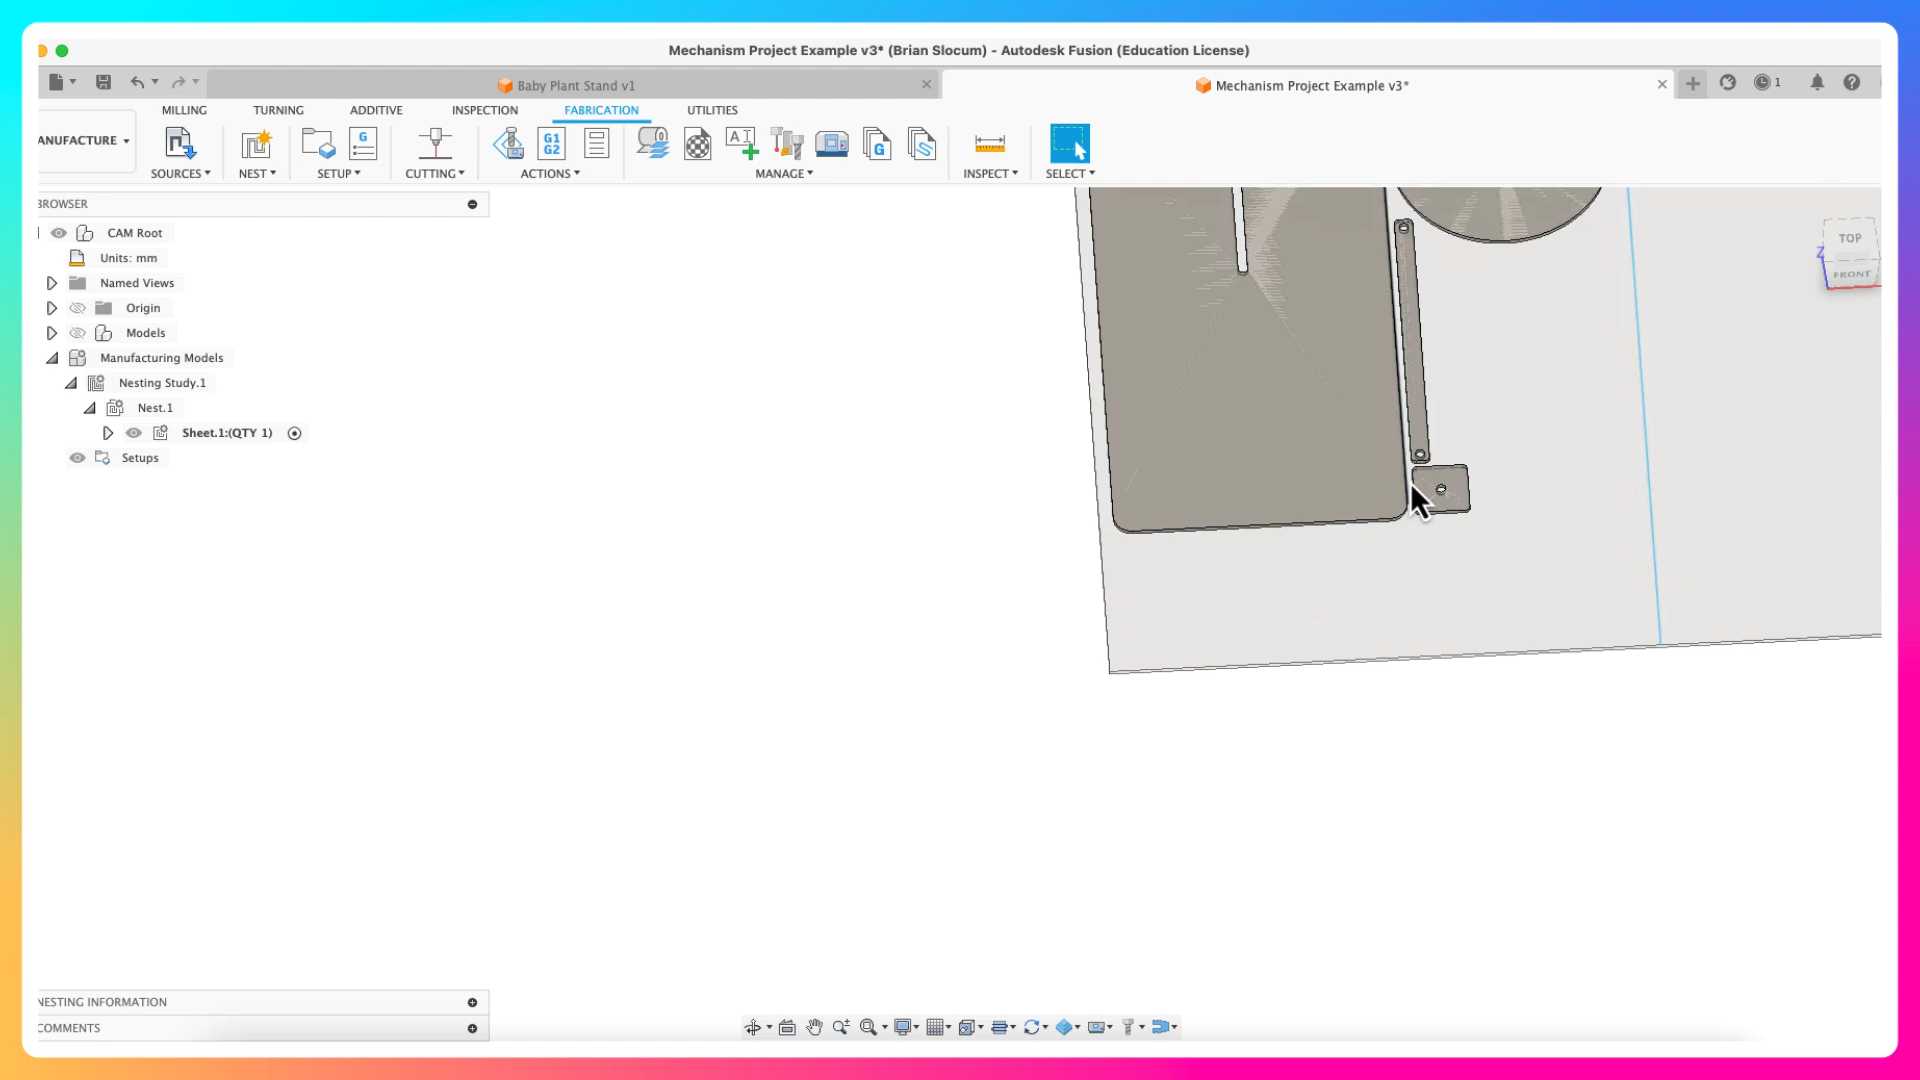 Mechanism Project Example v3* (Brian Slocum) - Autodesk Fusion (Education License)
Baby Plant Stand v1
Mechanism Project Example v3*
1
MILLING TURNING ADDITIVE INSPECTION FABRICATION UTILITIES
ANUFACTURE
G
G1
G2
A
G
SOURCES NEST SETUP CUTTING ACTIONS MANAGE INSPECT SELECT
BROWSER
CAM Root
Units: mm
Named Views
Origin
Models
Manufacturing Models
Nesting Study.1
Nest.1
Sheet.1:(QTY 1)
Setups
TOP
Z
FRONT
NESTING INFORMATION
COMMENTS